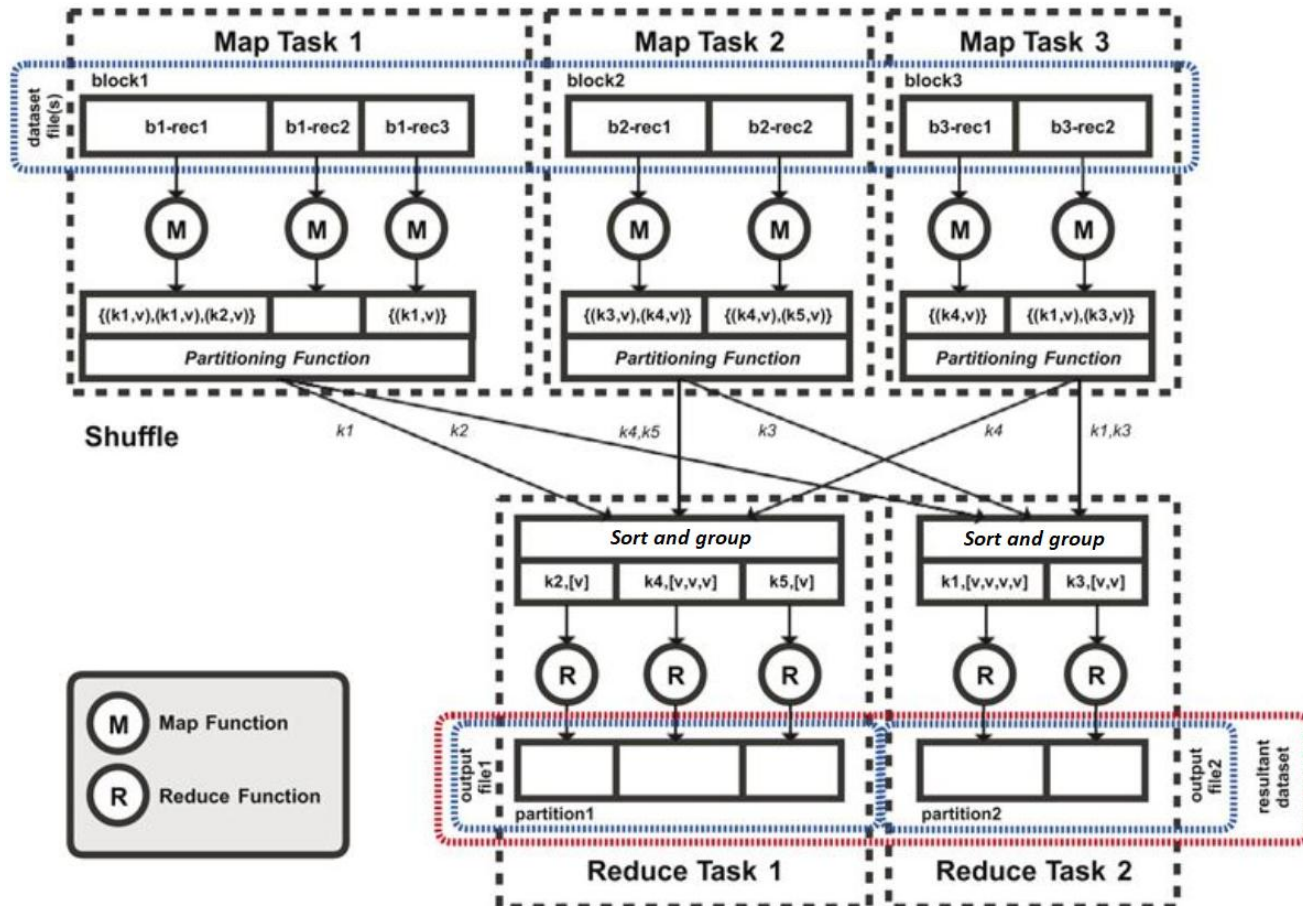 Map Task 1
Map Task 2
Map Task 3
dataset
file(s)
block1
block2
block3
b1-rec1
b1-rec2
b1-rec3
b2-rec1
b2-rec2
b3-rec1
b3-rec2
M
M
M
M
M
M
M
{(k1,v),(k1,v),(k2,v)}
{(k1,v)}
{(k3,v),(k4,v)}
{(k4,v),(k5,v)}
{(k4,v)}
{(k1,v),(k3,v)}
Partitioning Function
Partitioning Function
Partitioning Function
Shuffle
k1
k2
k4,k5
k3
k4
k1,k3
Sort and group
Sort and group
k2,[v]
k4,[v,v,v]
k5,[v]
k1,[v,v,v,v]
k3,[v,v]
R
R
R
R
R
M
Map Function
R
Reduce Function
output
file1
partition1
partition2
output
file2
resultant
dataset
Reduce Task 1
Reduce Task 2